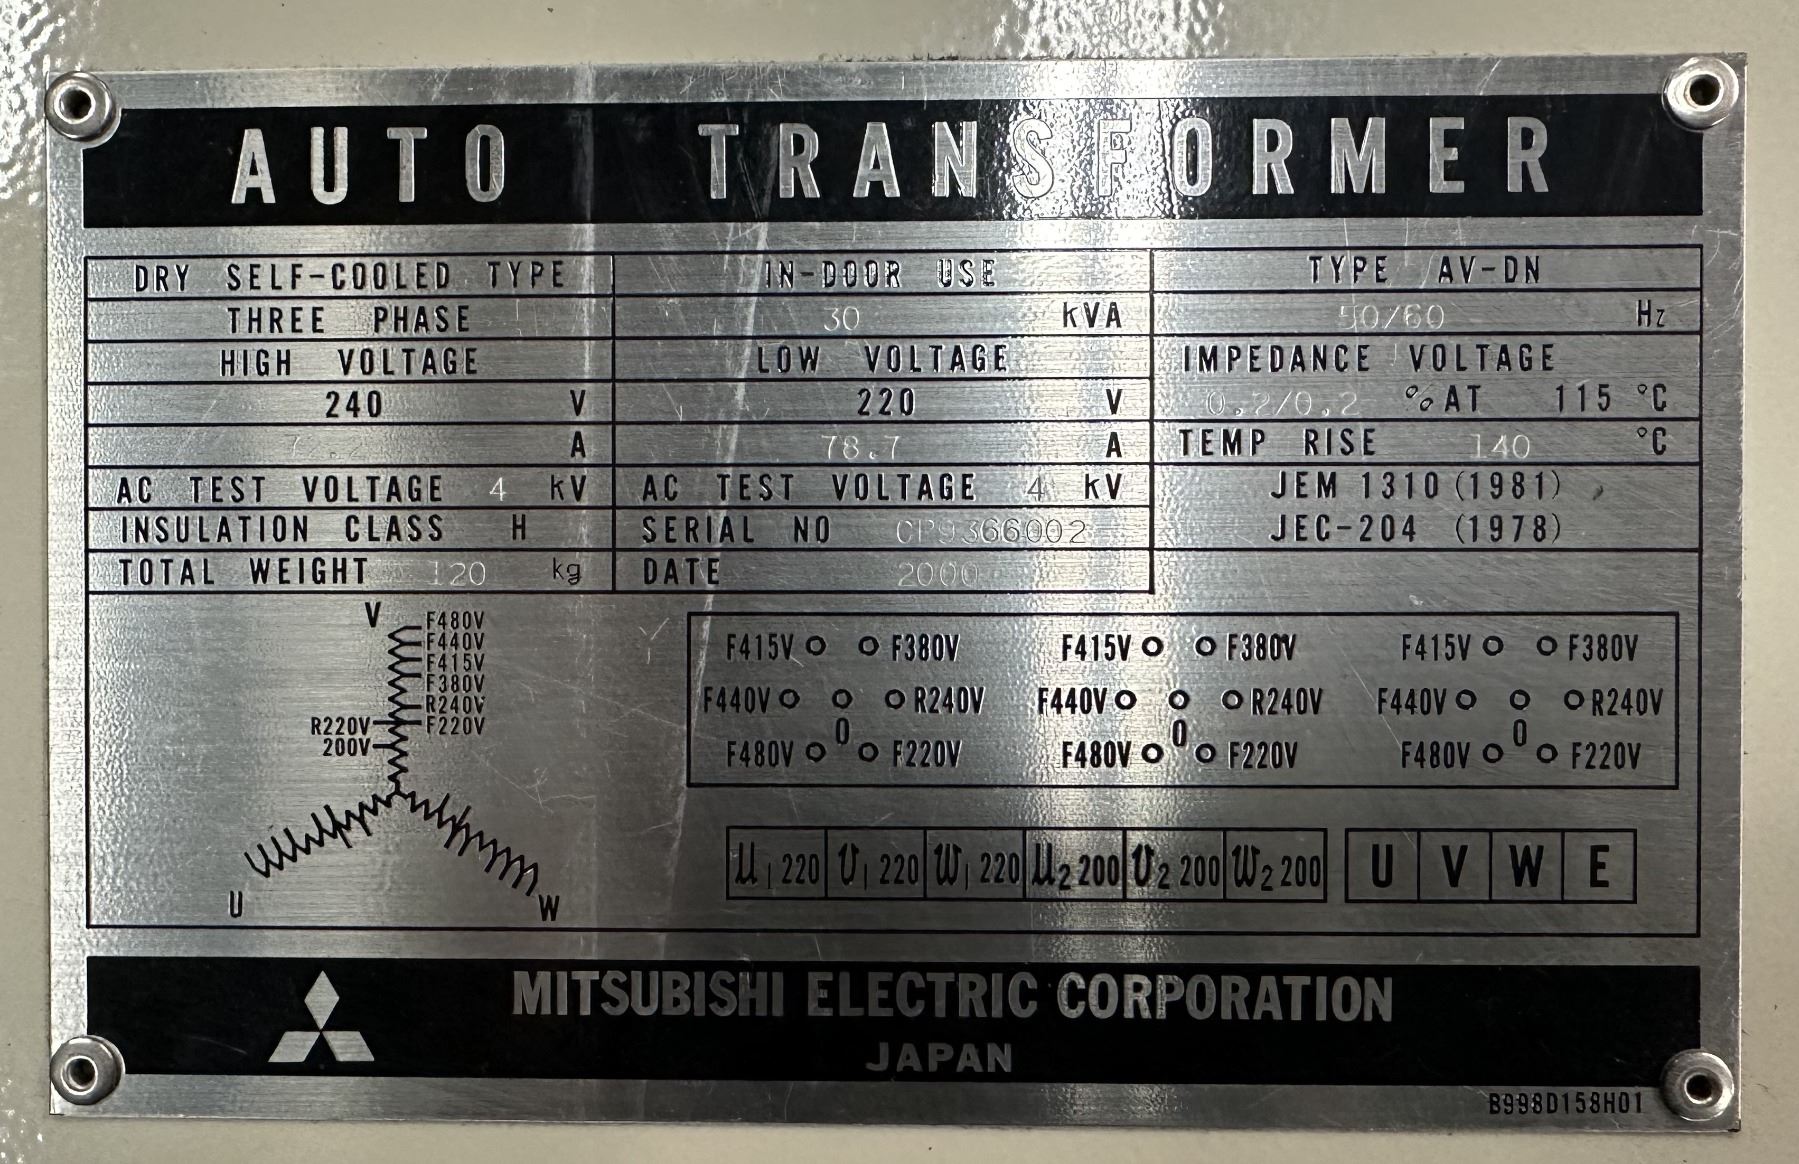 AUTO TRANSFORMER
DRY SELF-COOLED TYPE IN-DOOR USE TYPE AV-DN
THREE PHASE 30 kVA 50/60 Hz
HIGH VOLTAGE LOW VOLTAGE IMPEDANCE VOLTAGE
240 V 220 V 0.2/0.2 % AT 115 °C
A 78.7 A TEMP RISE 140 °C
AC TEST VOLTAGE 4 kV AC TEST VOLTAGE 4 kV JEM 1310 (1981)
INSULATION CLASS H SERIAL NO CP9366002 JEC-204 (1978)
TOTAL WEIGHT 120 kg DATE 2000
V
F480V
F440V
F415V
F380V
R240V
R220V F220V
200V
U W
F415V F380V F415V F380V F415V F380V
F440V R240V F440V R240V F440V R240V
0 0 0
F480V F220V F480V F220V F480V F220V
u1 220 v1 220 w1 220 u2 200 v2 200 w2 200 U V W E
MITSUBISHI ELECTRIC CORPORATION
JAPAN
B998D158H01